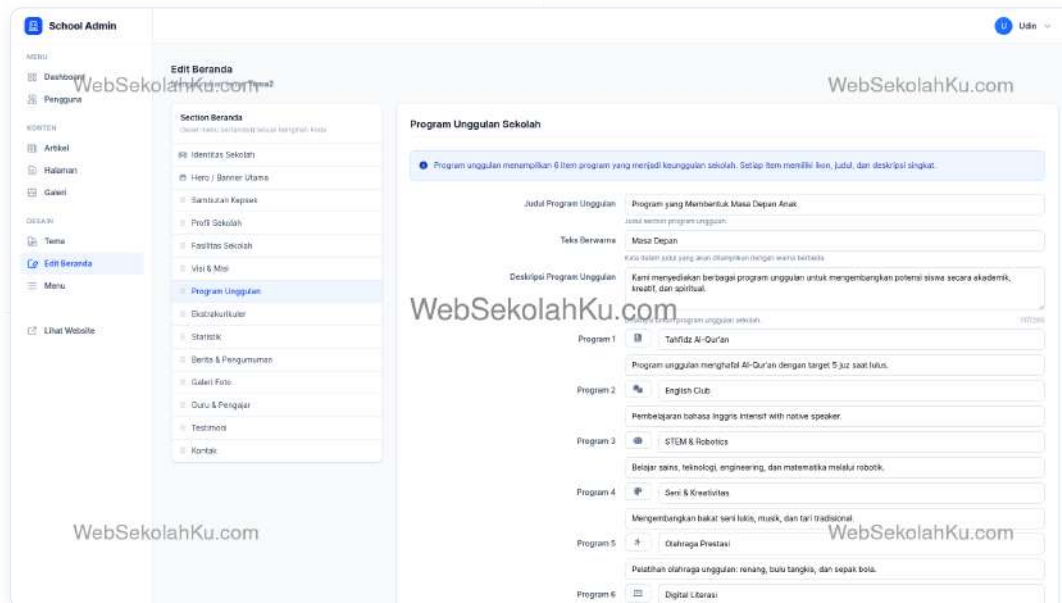 School Admin
Udin
MENU
Dashboard
Pengguna
KONTEN
Artikel
Halaman
Galeri
DESAIN
Tema
Edit Beranda
Menu
Lihat Website
Edit Beranda
Tema2
WebSekolahKu.com
WebSekolahKu.com
Section Beranda
Identitas Sekolah
Hero / Banner Utama
Sambutan Kepsek
Profil Sekolah
Fasilitas Sekolah
Visi & Misi
Program Unggulan
Ekstrakurikuler
Statistik
Berita & Pengumuman
Galeri Foto
Guru & Pengajar
Testimoni
Kontak
Program Unggulan Sekolah
Program unggulan menampilkan 6 item program yang menjadi keunggulan sekolah. Setiap item memiliki ikon, judul, dan deskripsi singkat.
Judul Program Unggulan
Program yang Membentuk Masa Depan Anak
Judul section program unggulan.
Teks Berwarna
Masa Depan
Kata dalam judul yang akan ditampilkan dengan warna berbeda.
Deskripsi Program Unggulan
Kami menyediakan berbagai program unggulan untuk mengembangkan potensi siswa secara akademik,
kreatif, dan spiritual.
WebSekolahKu.com
program unggulan sekolah.
Program 1
Tahfidz Al-Qur'an
Program unggulan menghafal Al-Qur'an dengan target 5 juz saat lulus.
Program 2
English Club
Pembelajaran bahasa Inggris intensif with native speaker.
Program 3
STEM & Robotics
Belajar sains, teknologi, engineering, dan matematika melalui robotik.
Program 4
Seni & Kreativitas
Mengembangkan bakat seni lukis, musik, dan tari tradisional.
Program 5
Olahraga Prestasi
Pelatihan olahraga unggulan: renang, bulu tangkis, dan sepak bola.
Program 6
Digital Literasi
WebSekolahKu.com
WebSekolahKu.com